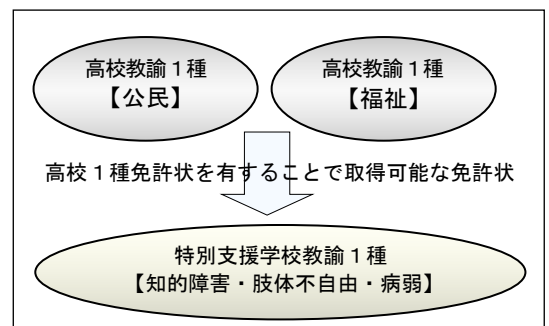 高校教諭１種
【公民】
高校教諭１種
【福祉】
高校１種免許状を有することで取得可能な免許状
特別支援学校教諭１種
【知的障害・肢体不自由・病弱】